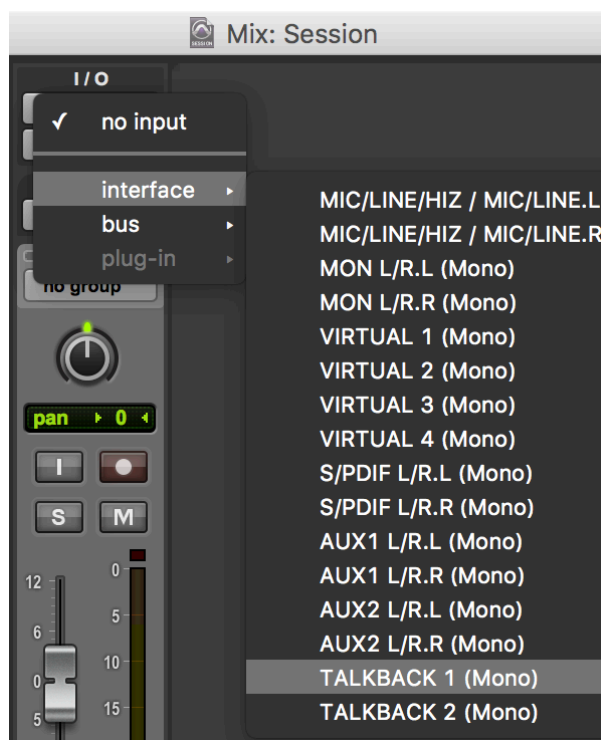 SESSION
Mix: Session
I/O
✓ no input
interface
bus
plug-in
MIC/LINE/HIZ / MIC/LINE.L
MIC/LINE/HIZ / MIC/LINE.R
MON L/R.L (Mono)
MON L/R.R (Mono)
VIRTUAL 1 (Mono)
VIRTUAL 2 (Mono)
VIRTUAL 3 (Mono)
VIRTUAL 4 (Mono)
S/PDIF L/R.L (Mono)
S/PDIF L/R.R (Mono)
AUX1 L/R.L (Mono)
AUX1 L/R.R (Mono)
AUX2 L/R.L (Mono)
AUX2 L/R.R (Mono)
TALKBACK 1 (Mono)
TALKBACK 2 (Mono)
no group
pan 0
I
S M
12
6
0
5
0
5
10
15